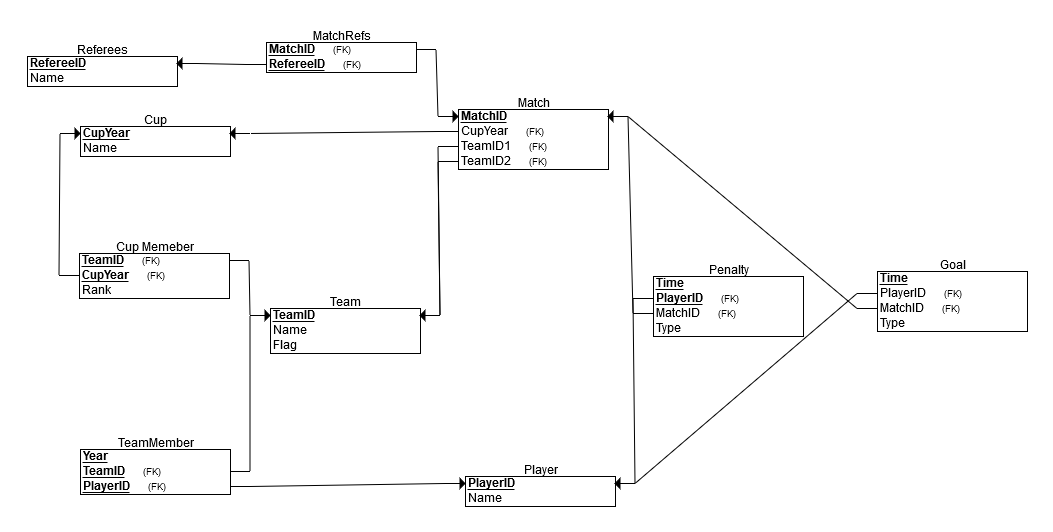 MatchRefs
MatchID (FK)
RefereeID (FK)
Referees
RefereeID
Name
Match
MatchID
CupYear (FK)
TeamID1 (FK)
TeamID2 (FK)
Cup
CupYear
Name
Cup Memeber
TeamID (FK)
CupYear (FK)
Rank
Team
TeamID
Name
Flag
Penalty
Time
PlayerID (FK)
MatchID (FK)
Type
Goal
Time
PlayerID (FK)
MatchID (FK)
Type
TeamMember
Year
TeamID (FK)
PlayerID (FK)
Player
PlayerID
Name